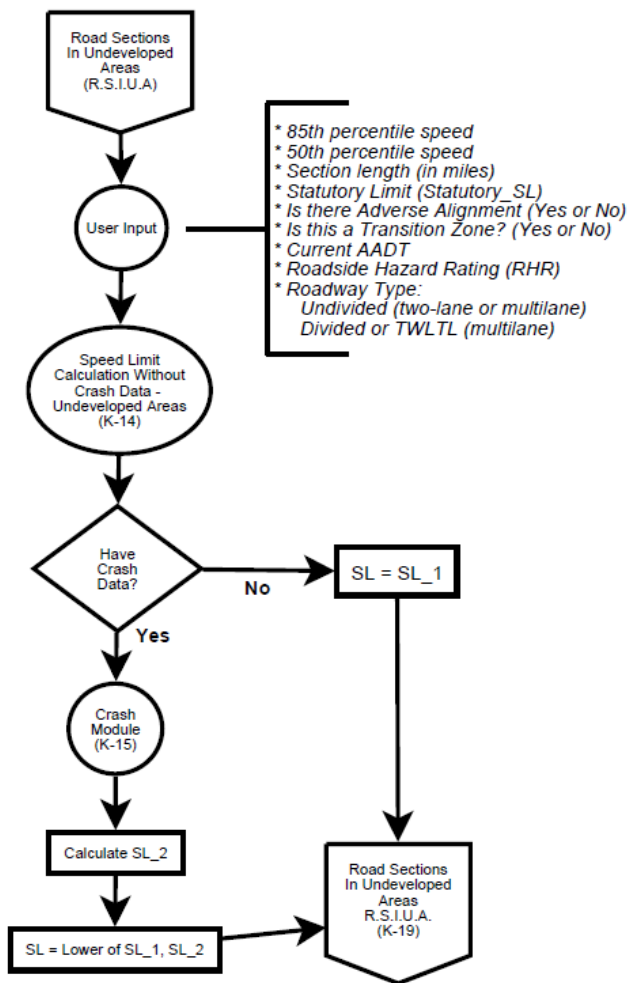 Road Sections
In Undeveloped
Areas
(R.S.I.U.A)
* 85th percentile speed
* 50th percentile speed
* Section length (in miles)
* Statutory Limit (Statutory_SL)
* Is there Adverse Alignment (Yes or No)
* Is this a Transition Zone? (Yes or No)
* Current AADT
* Roadside Hazard Rating (RHR)
* Roadway Type:
Undivided (two-lane or multilane)
Divided or TWLTL (multilane)
User Input
Speed Limit
Calculation Without
Crash Data -
Undeveloped Areas
(K-14)
Have
Crash
Data?
No
SL = SL_1
Yes
Crash
Module
(K-15)
Calculate SL_2
SL = Lower of SL_1, SL_2
Road Sections
In Undeveloped
Areas
R.S.I.U.A.
(K-19)